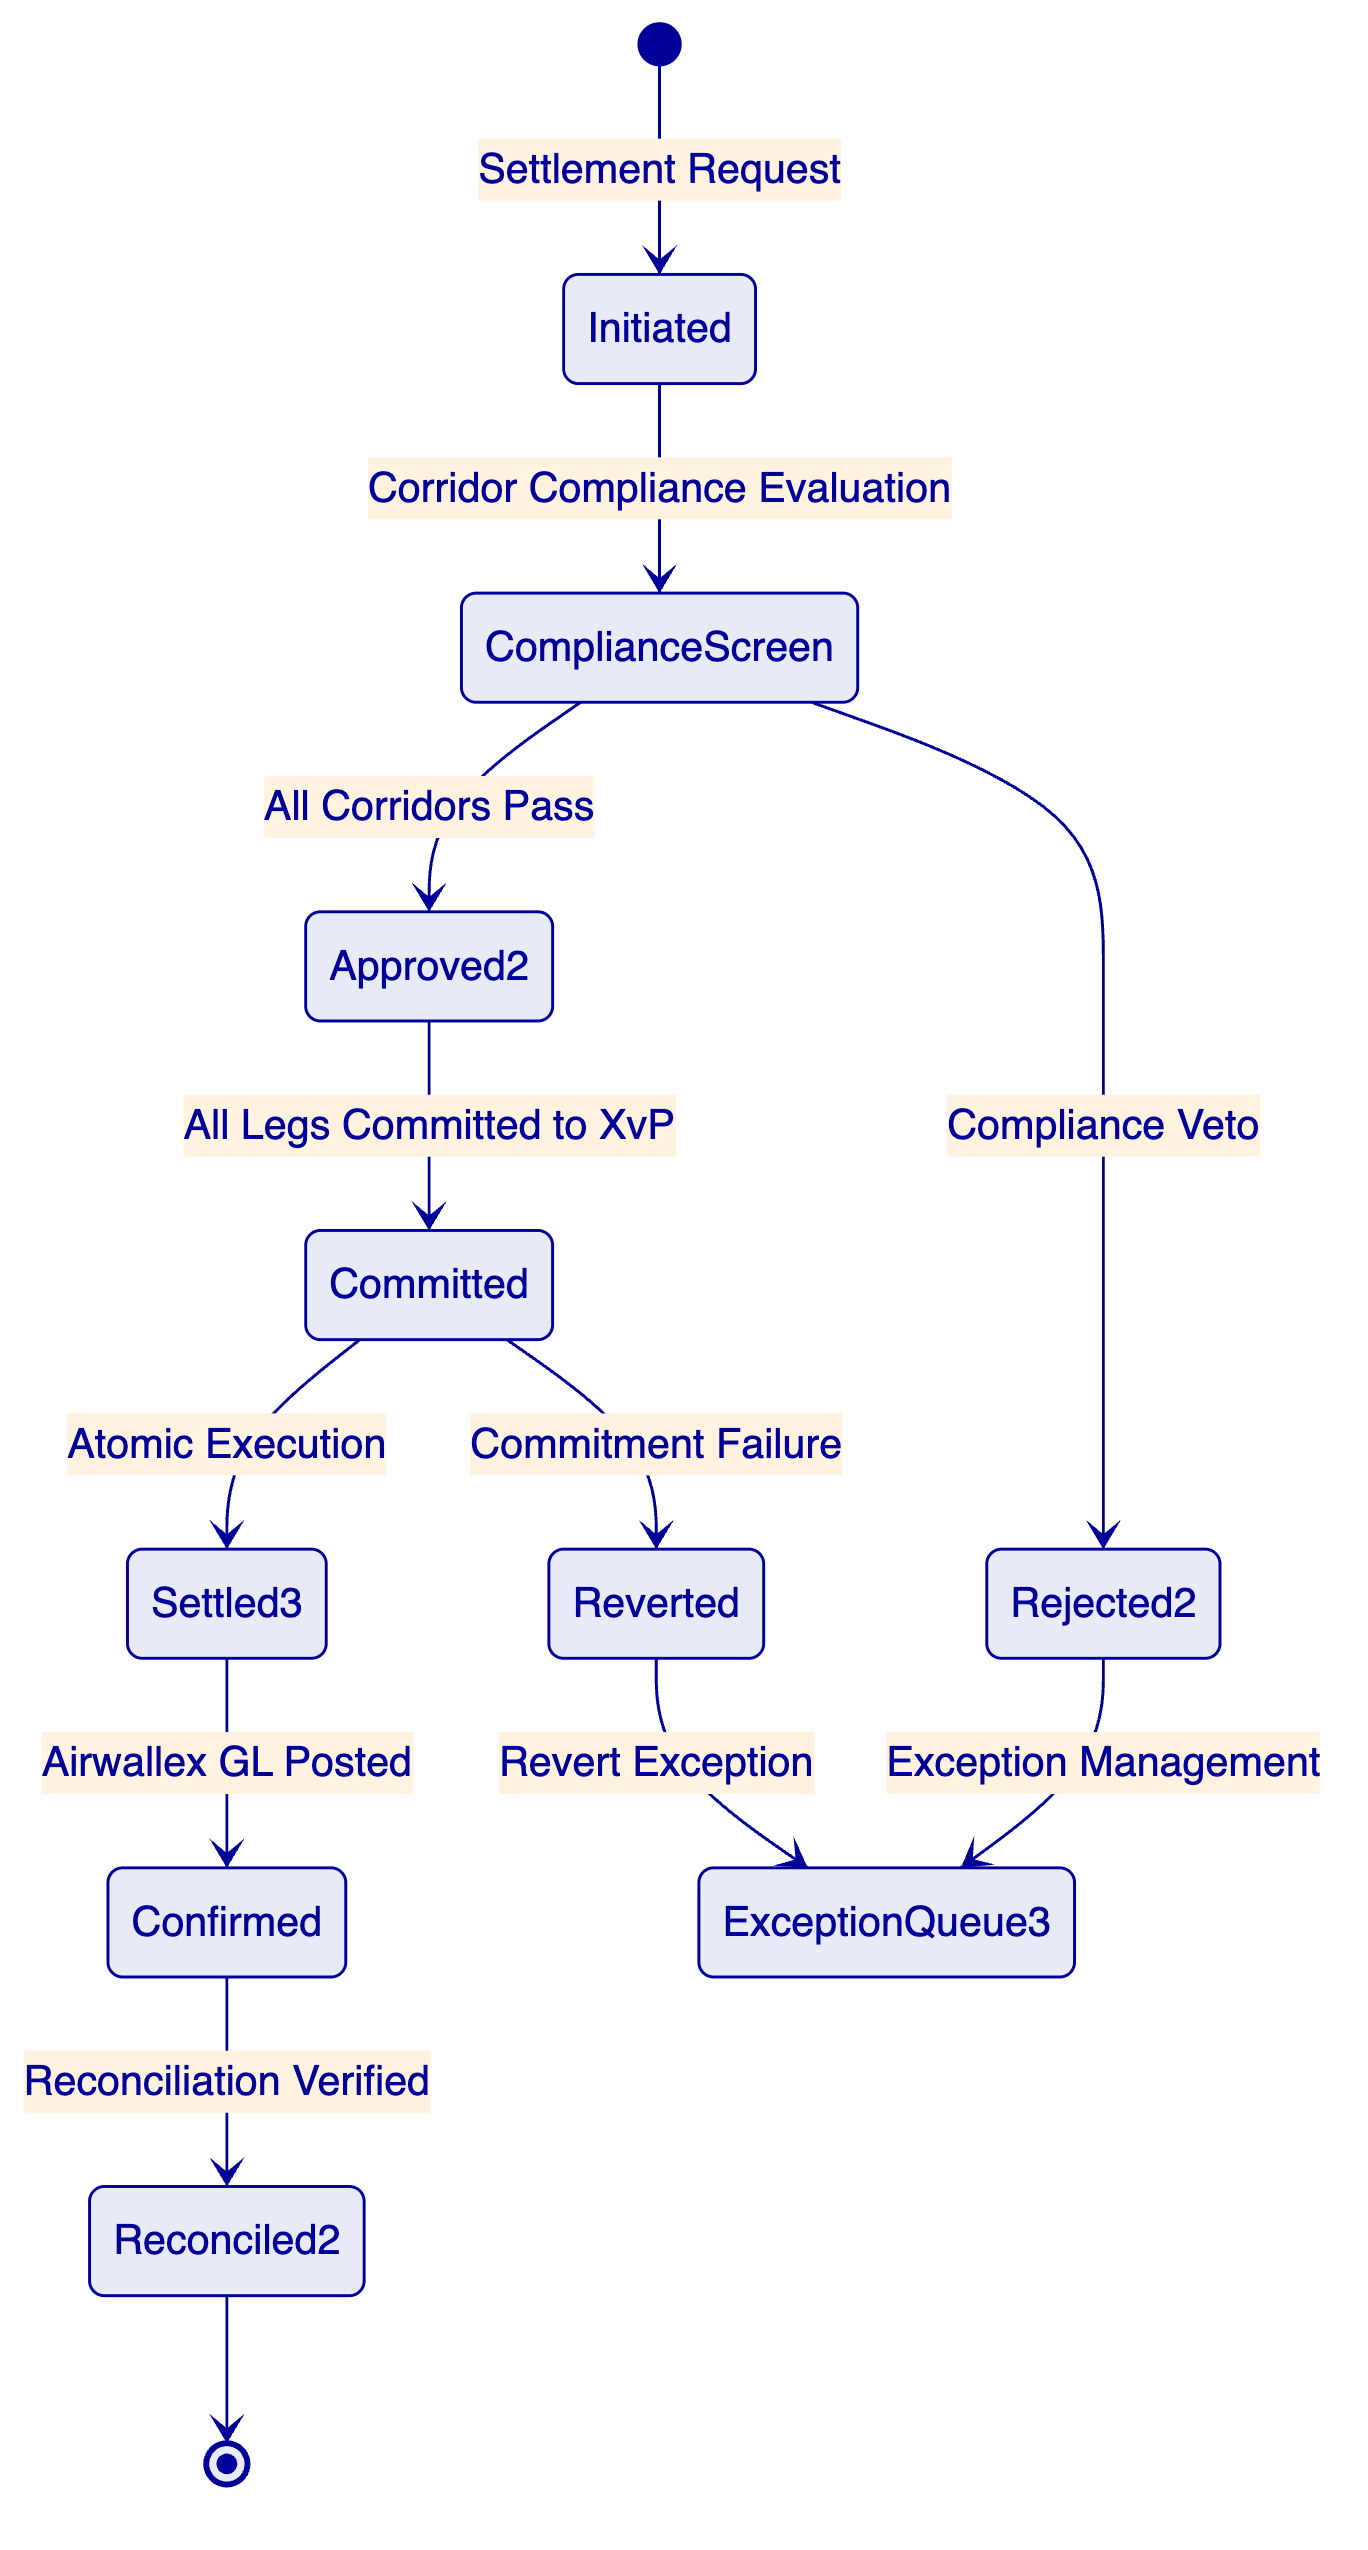 Settlement Request
Initiated
Corridor Compliance Evaluation
ComplianceScreen
All Corridors Pass
Approved2
All Legs Committed to XvP
Compliance Veto
Committed
Atomic Execution
Commitment Failure
Settled3
Reverted
Rejected2
Airwallex GL Posted
Revert Exception
Exception Management
Confirmed
ExceptionQueue3
Reconciliation Verified
Reconciled2